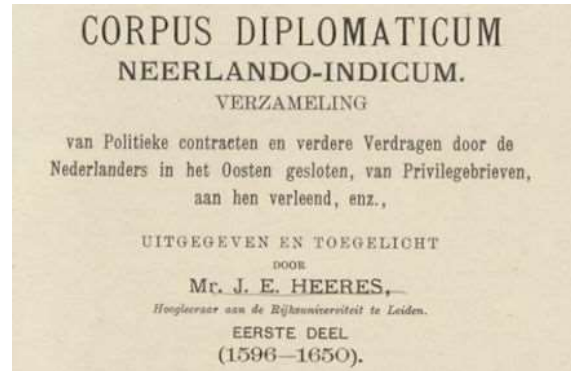 CORPUS DIPLOMATICUM
NEERLANDO-INDICUM.
VERZAMELING
van Politieke contracten en verdere Verdragen door de
Nederlanders in het Oosten gesloten, van Privilegebrieven,
aan hen verleend, enz.,
UITGEGEVEN EN TOEGELICHT
DOOR
Mr. J. E. HEERES,
Hoogleeraar aan de Rijksuniversiteit te Leiden.
EERSTE DEEL
(1596—1650).